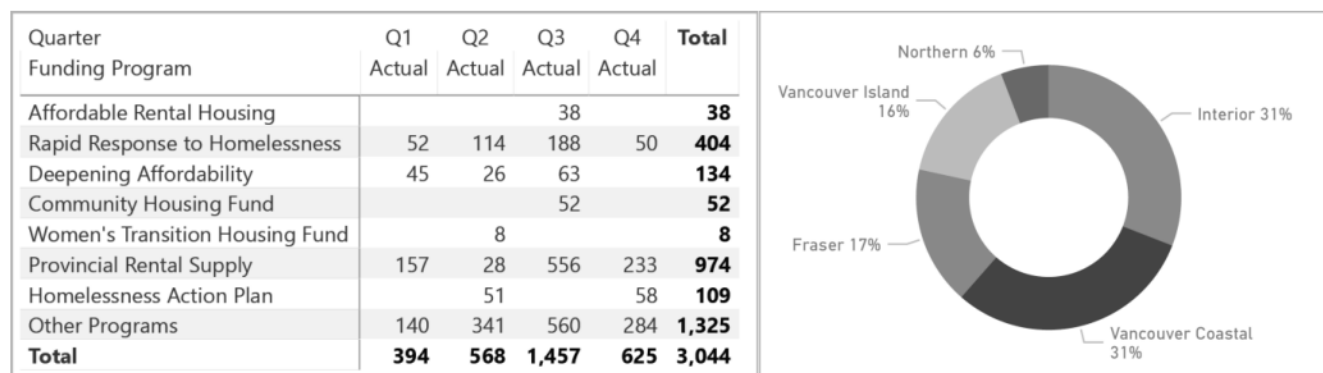 Quarter Q1 Q2 Q3 Q4 Total
Funding Program Actual Actual Actual Actual
Affordable Rental Housing 38 38
Rapid Response to Homelessness 52 114 188 50 404
Deepening Affordability 45 26 63 134
Community Housing Fund 52 52
Women's Transition Housing Fund 8 8
Provincial Rental Supply 157 28 556 233 974
Homelessness Action Plan 51 58 109
Other Programs 140 341 560 284 1,325
Total 394 568 1,457 625 3,044
Northern 6%
Vancouver Island
16%
Interior 31%
Fraser 17%
Vancouver Coastal
31%